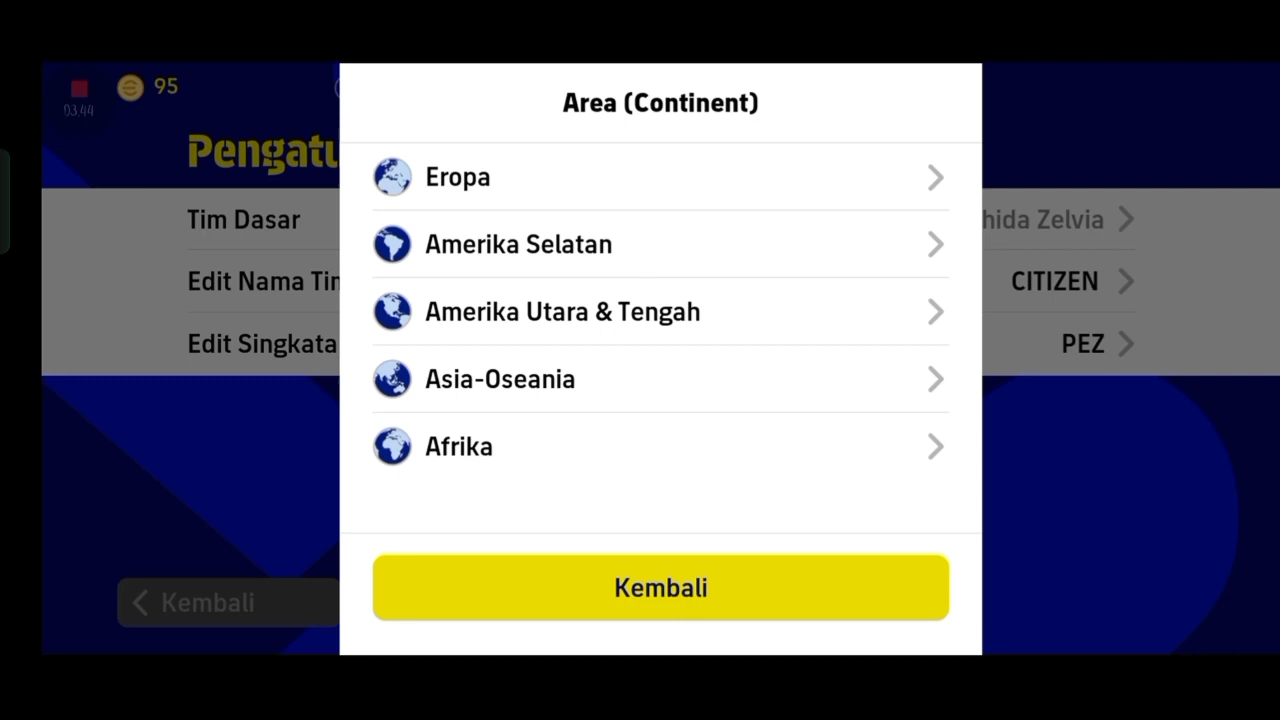 95
03:44
Area (Continent)
Eropa
Amerika Selatan
Amerika Utara & Tengah
Asia-Oseania
Afrika
Kembali
Pengatu
Tim Dasar
hida Zelvia
Edit Nama Tim
CITIZEN
Edit Singkata
PEZ
Kembali